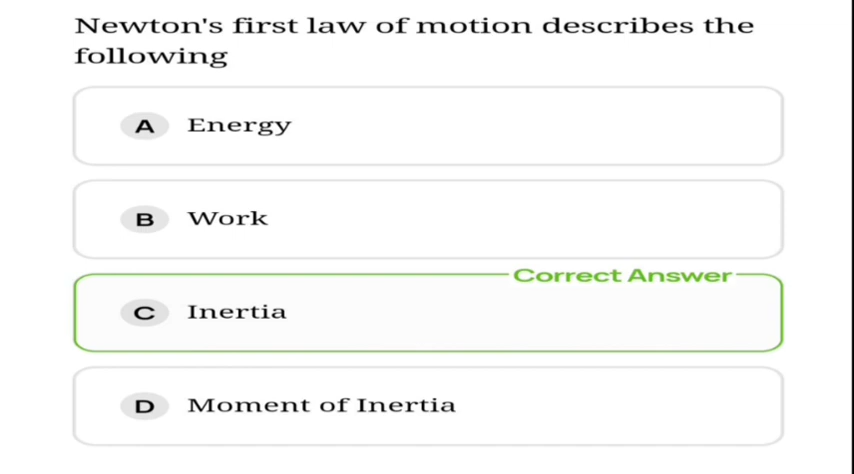 Newton's first law of motion describes the
following
A Energy
B Work
Correct Answer
C Inertia
D Moment of Inertia